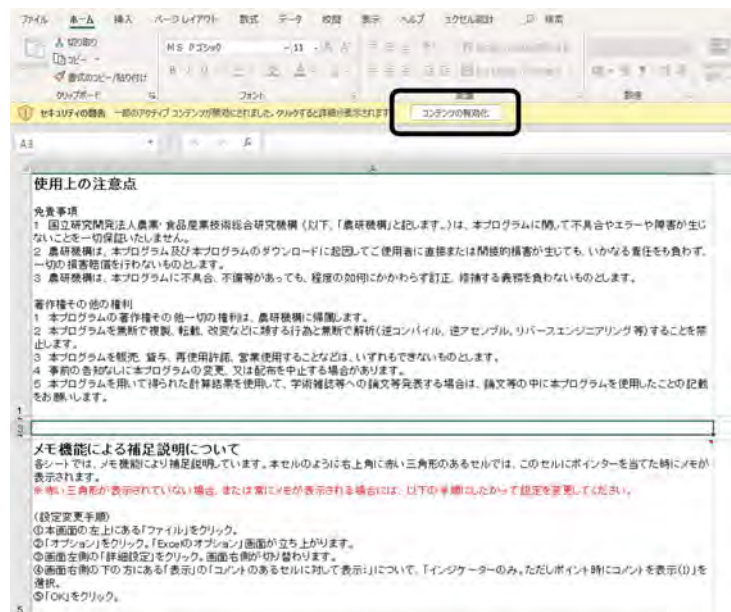 ファイル ホーム 挿入 ページレイアウト 数式 データ 校閲 表示 ヘルプ エクセル統計 検索
切り取り
コピー
書式のコピー/貼り付け
クリップボード
MS Pゴシック
11
フォント
配置
数値
セキュリティの警告 一部のアクティブ コンテンツが無効にされました。クリックすると詳細が表示されます。
コンテンツの有効化
A3
使用上の注意点
免責事項
1 国立研究開発法人農業・食品産業技術総合研究機構（以下、「農研機構」と記します。）は、本プログラムに関して不具合やエラーや障害が生じ
ないことを一切保証いたしません。
2 農研機構は、本プログラム及び本プログラムのダウンロードに起因してご使用者に直接または間接的損害が生じても、いかなる責任をも負わず、
一切の損害賠償を行わないものとします。
3 農研機構は、本プログラムに不具合、不備等があっても、程度の如何にかかわらず訂正、修補する義務を負わないものとします。
著作権その他の権利
1 本プログラムの著作権その他一切の権利は、農研機構に帰属します。
2 本プログラムを無断で複製、転載、改変などに類する行為と無断で解析（逆コンパイル、逆アセンブル、リバースエンジニアリング等）することを禁
止します。
3 本プログラムを販売、貸与、再使用許諾、営業使用することなどは、いずれもできないものとします。
4 事前の告知なしに本プログラムの変更、又は配布を中止する場合があります。
5 本プログラムを用いて得られた計算結果を使用して、学術雑誌等への論文等発表する場合は、論文等の中に本プログラムを使用したことの記載
をお願いします。
1
3
メモ機能による補足説明について
各シートでは、メモ機能により補足説明しています。本セルのように右上角に赤い三角形のあるセルでは、このセルにポインターを当てた時にメモが
表示されます。
※赤い三角形が表示されていない場合、または常にメモが表示される場合には、以下の手順にしたがって設定を変更してください。
（設定変更手順）
①本画面の左上にある「ファイル」をクリック。
②「オプション」をクリック。「Excelのオプション」画面が立ち上がります。
③画面左側の「詳細設定」をクリック。画面右側が切り替わります。
④画面右側の下の方にある「表示」の「コメントのあるセルに対して表示:」について、「インジケーターのみ。ただしポイント時にコメントを表示(I)」を
選択。
⑤「OK」をクリック。
5